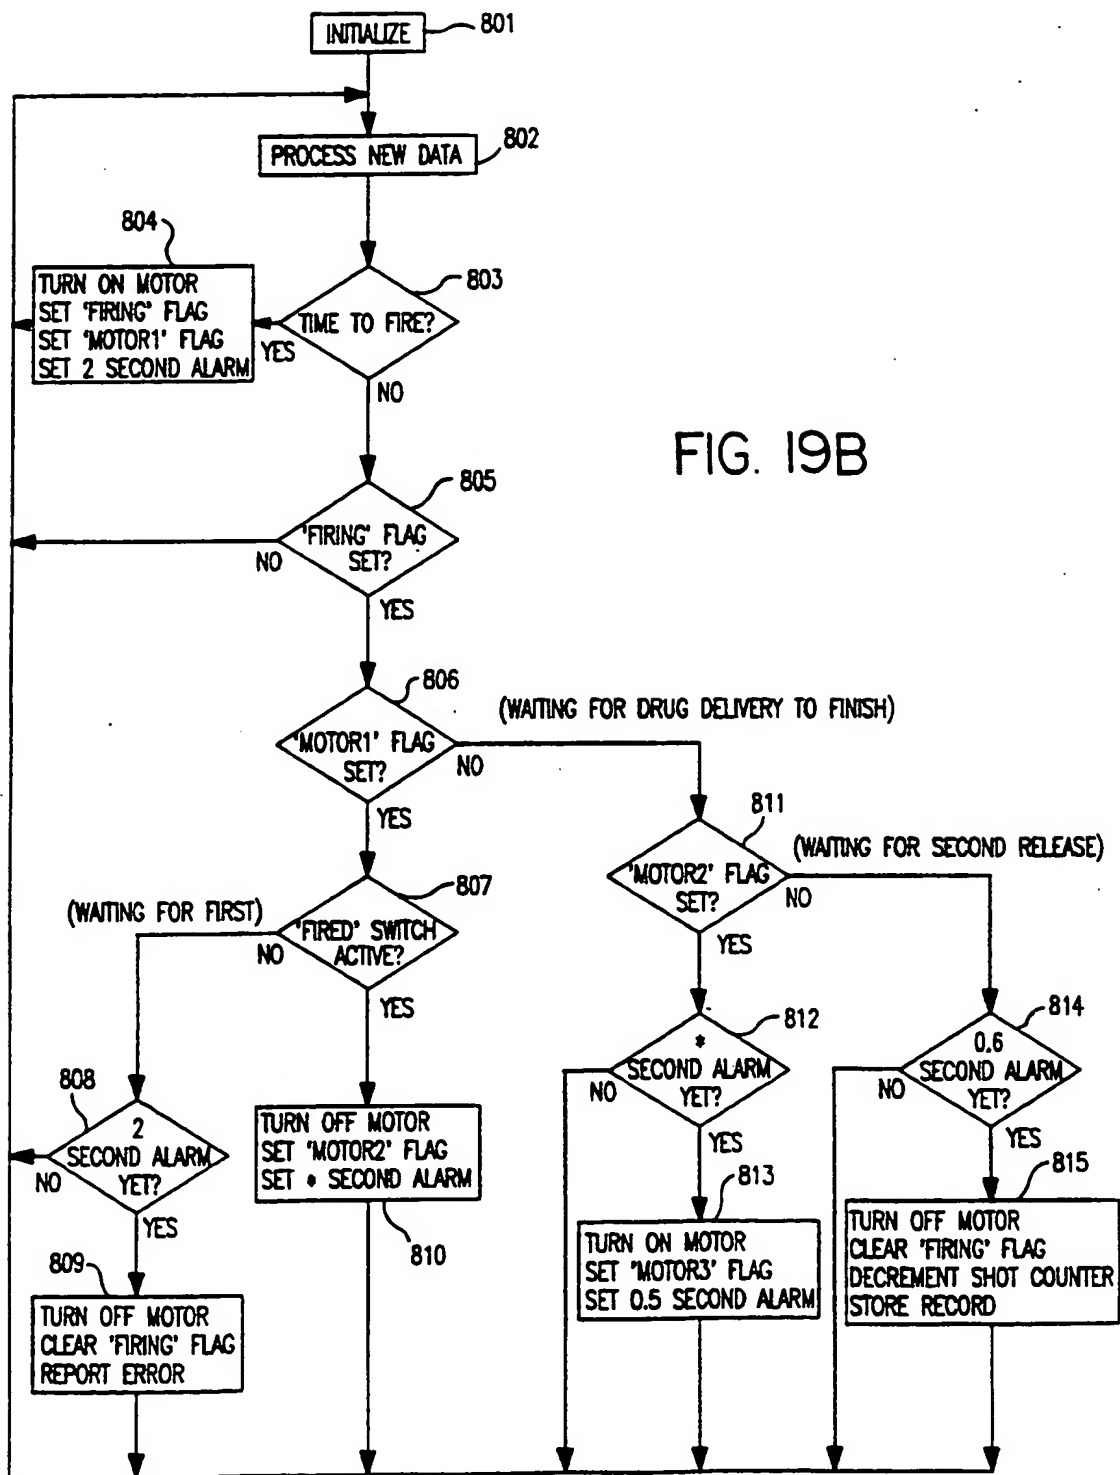 INITIALIZE
801
PROCESS NEW DATA
802
804
TURN ON MOTOR
SET 'FIRING' FLAG
SET 'MOTOR1' FLAG
SET 2 SECOND ALARM
803
TIME TO FIRE?
YES
NO
FIG. 19B
805
'FIRING' FLAG
SET?
NO
YES
806
(WAITING FOR DRUG DELIVERY TO FINISH)
'MOTOR1' FLAG
SET?
NO
YES
811
(WAITING FOR SECOND RELEASE)
'MOTOR2' FLAG
SET?
NO
YES
807
(WAITING FOR FIRST)
'FIRED' SWITCH
ACTIVE?
NO
YES
812
*
SECOND ALARM
YET?
NO
YES
814
0.6
SECOND ALARM
YET?
NO
YES
808
2
SECOND ALARM
YET?
NO
YES
TURN OFF MOTOR
SET 'MOTOR2' FLAG
SET * SECOND ALARM
810
813
TURN ON MOTOR
SET 'MOTOR3' FLAG
SET 0.5 SECOND ALARM
815
TURN OFF MOTOR
CLEAR 'FIRING' FLAG
DECREMENT SHOT COUNTER
STORE RECORD
809
TURN OFF MOTOR
CLEAR 'FIRING' FLAG
REPORT ERROR